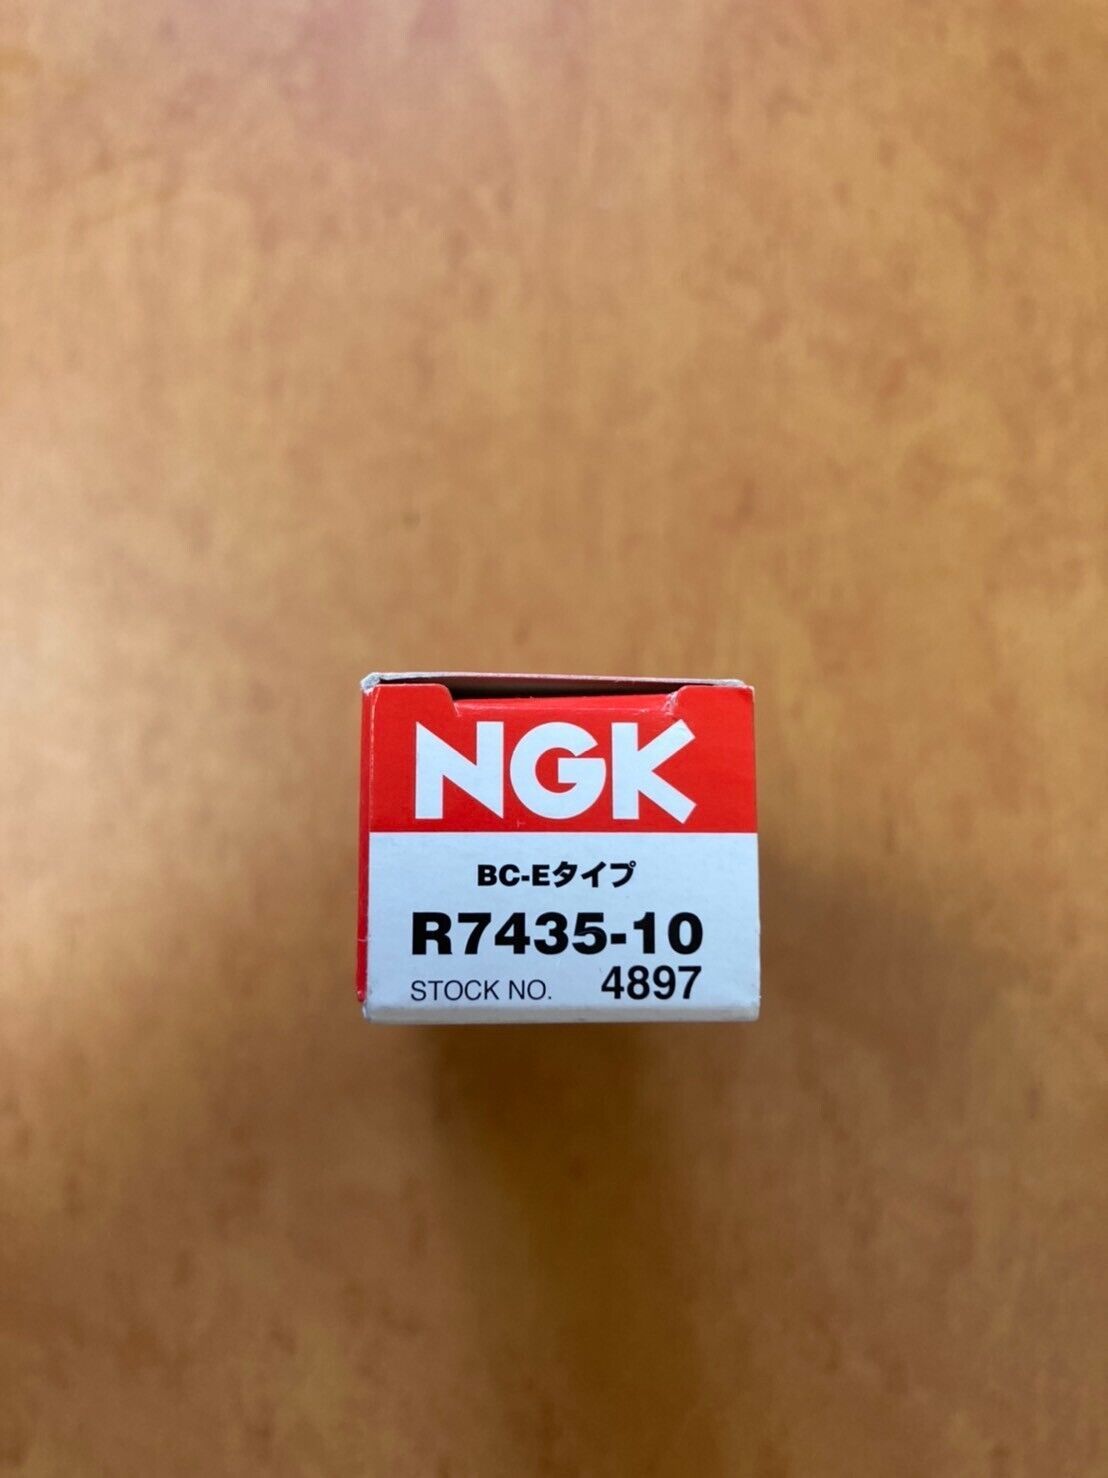 NGK
BC-Eタイプ
R7435-10
STOCK NO. 4897